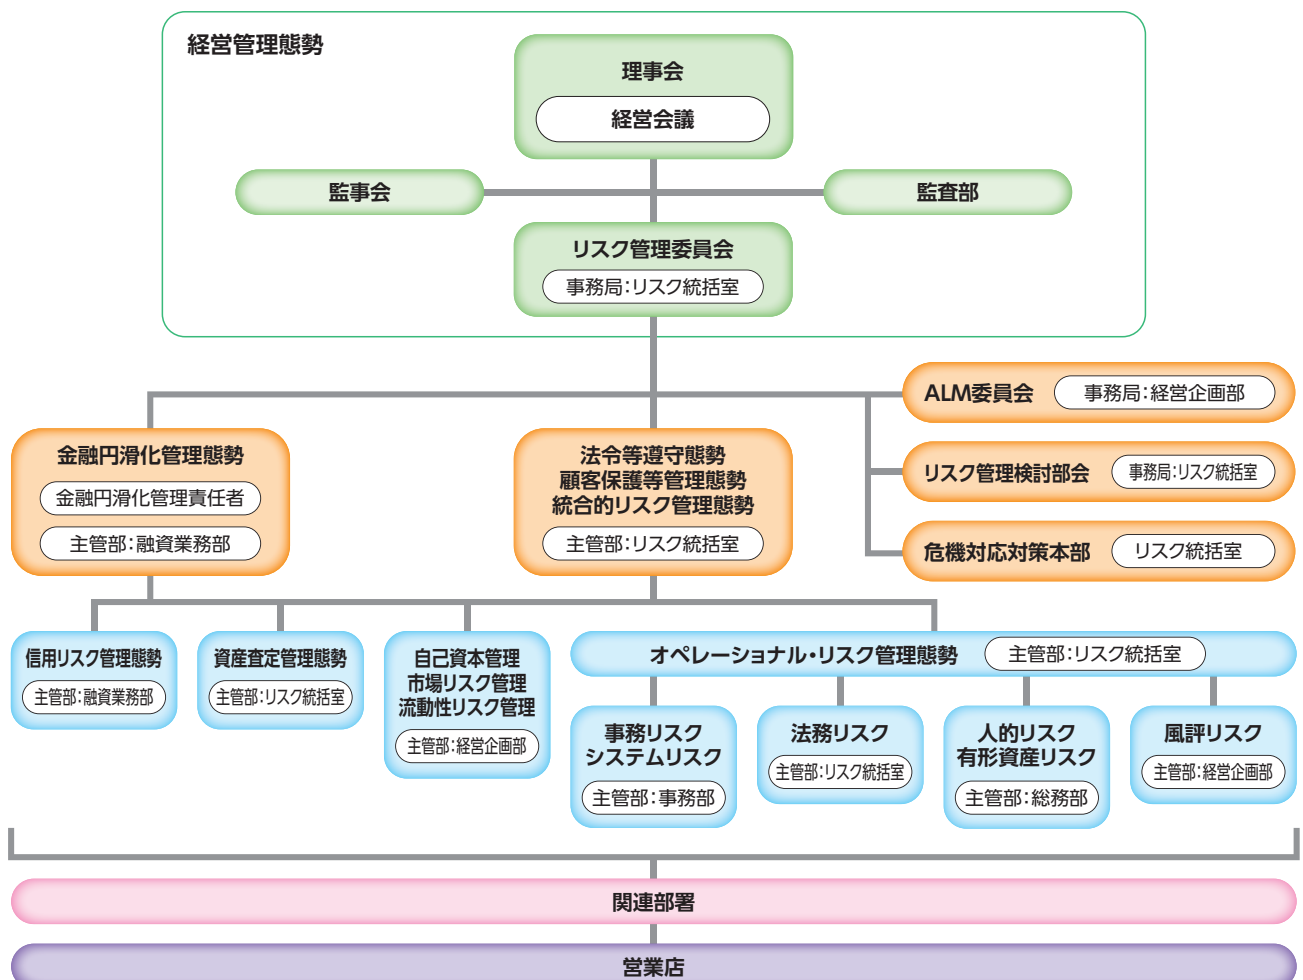 経営管理態勢
理事会
経営会議
監事会
監査部
リスク管理委員会
事務局：リスク統括室
ALM委員会
事務局：経営企画部
金融円滑化管理態勢
金融円滑化管理責任者
主管部：融資業務部
法令等遵守態勢
顧客保護等管理態勢
統合的リスク管理態勢
主管部：リスク統括室
リスク管理検討部会
事務局：リスク統括室
危機対応対策本部
リスク統括室
信用リスク管理態勢
主管部：融資業務部
資産査定管理態勢
主管部：リスク統括室
自己資本管理
市場リスク管理
流動性リスク管理
主管部：経営企画部
オペレーショナル・リスク管理態勢
主管部：リスク統括室
事務リスク
システムリスク
主管部：事務部
法務リスク
主管部：リスク統括室
人的リスク
有形資産リスク
主管部：総務部
風評リスク
主管部：経営企画部
関連部署
営業店